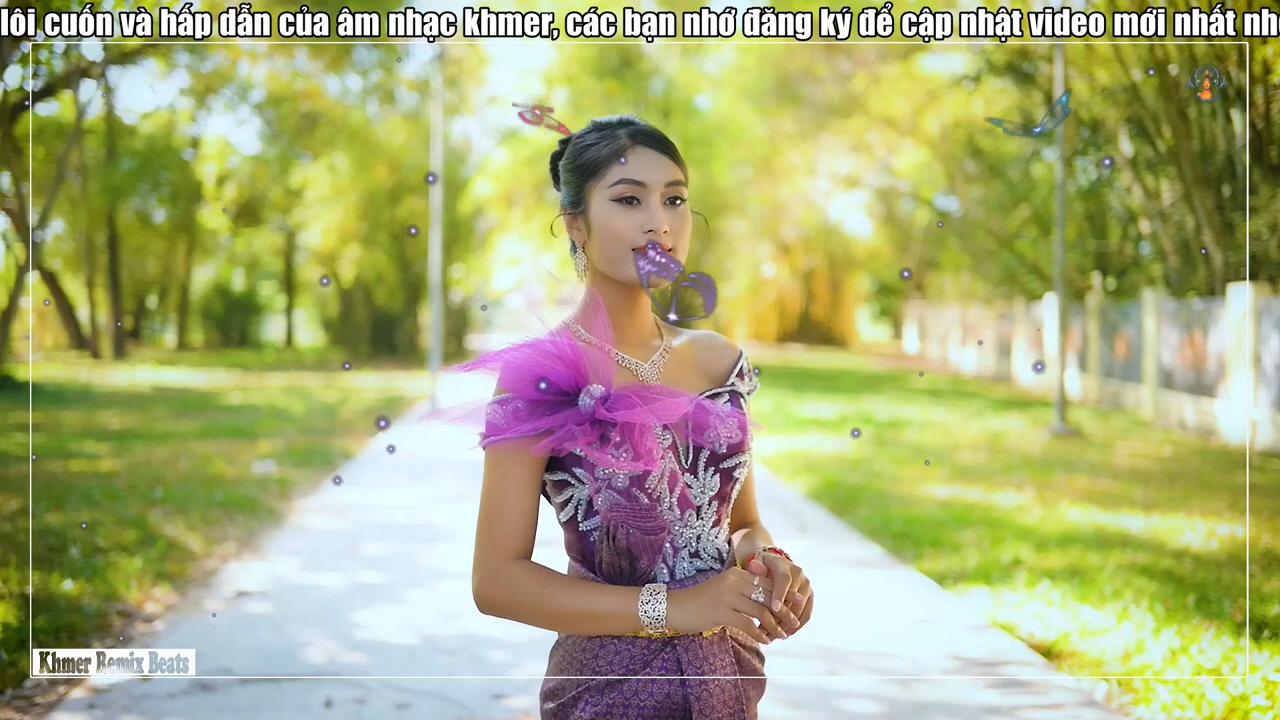 lôi cuốn và hấp dẫn của âm nhạc khmer, các bạn nhớ đăng ký để cập nhật video mới nhất nh
Khmer Remix Beats